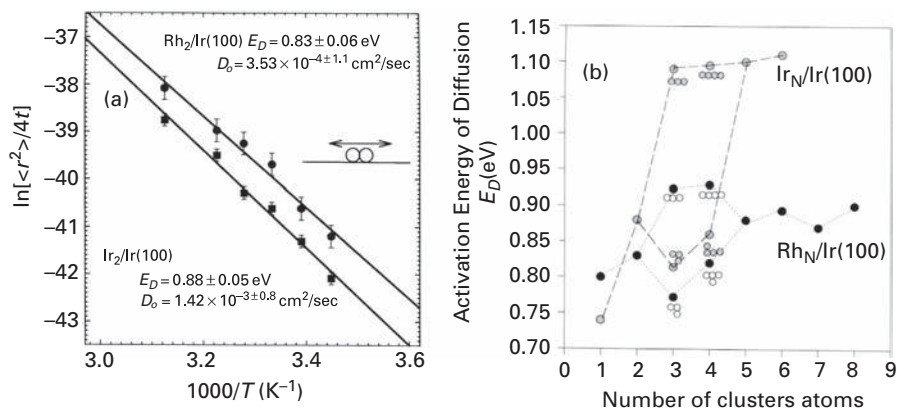 −37
−38
−39
−40
−41
−42
−43
ln[<r²>/4t]
(a)
Rh₂/Ir(100) E_D = 0.83 ± 0.06 eV
D_o = 3.53 × 10⁻⁴ ± ¹·¹ cm²/sec
Ir₂/Ir(100)
E_D = 0.88 ± 0.05 eV
D_o = 1.42 × 10⁻³ ± ⁰·⁸ cm²/sec
3.0 3.2 3.4 3.6
1000/T (K⁻¹)
(b)
Activation Energy of Diffusion
E_D(eV)
1.15
1.10
1.05
1.00
0.95
0.90
0.85
0.80
0.75
0.70
Ir_N/Ir(100)
Rh_N/Ir(100)
0 1 2 3 4 5 6 7 8 9
Number of clusters atoms